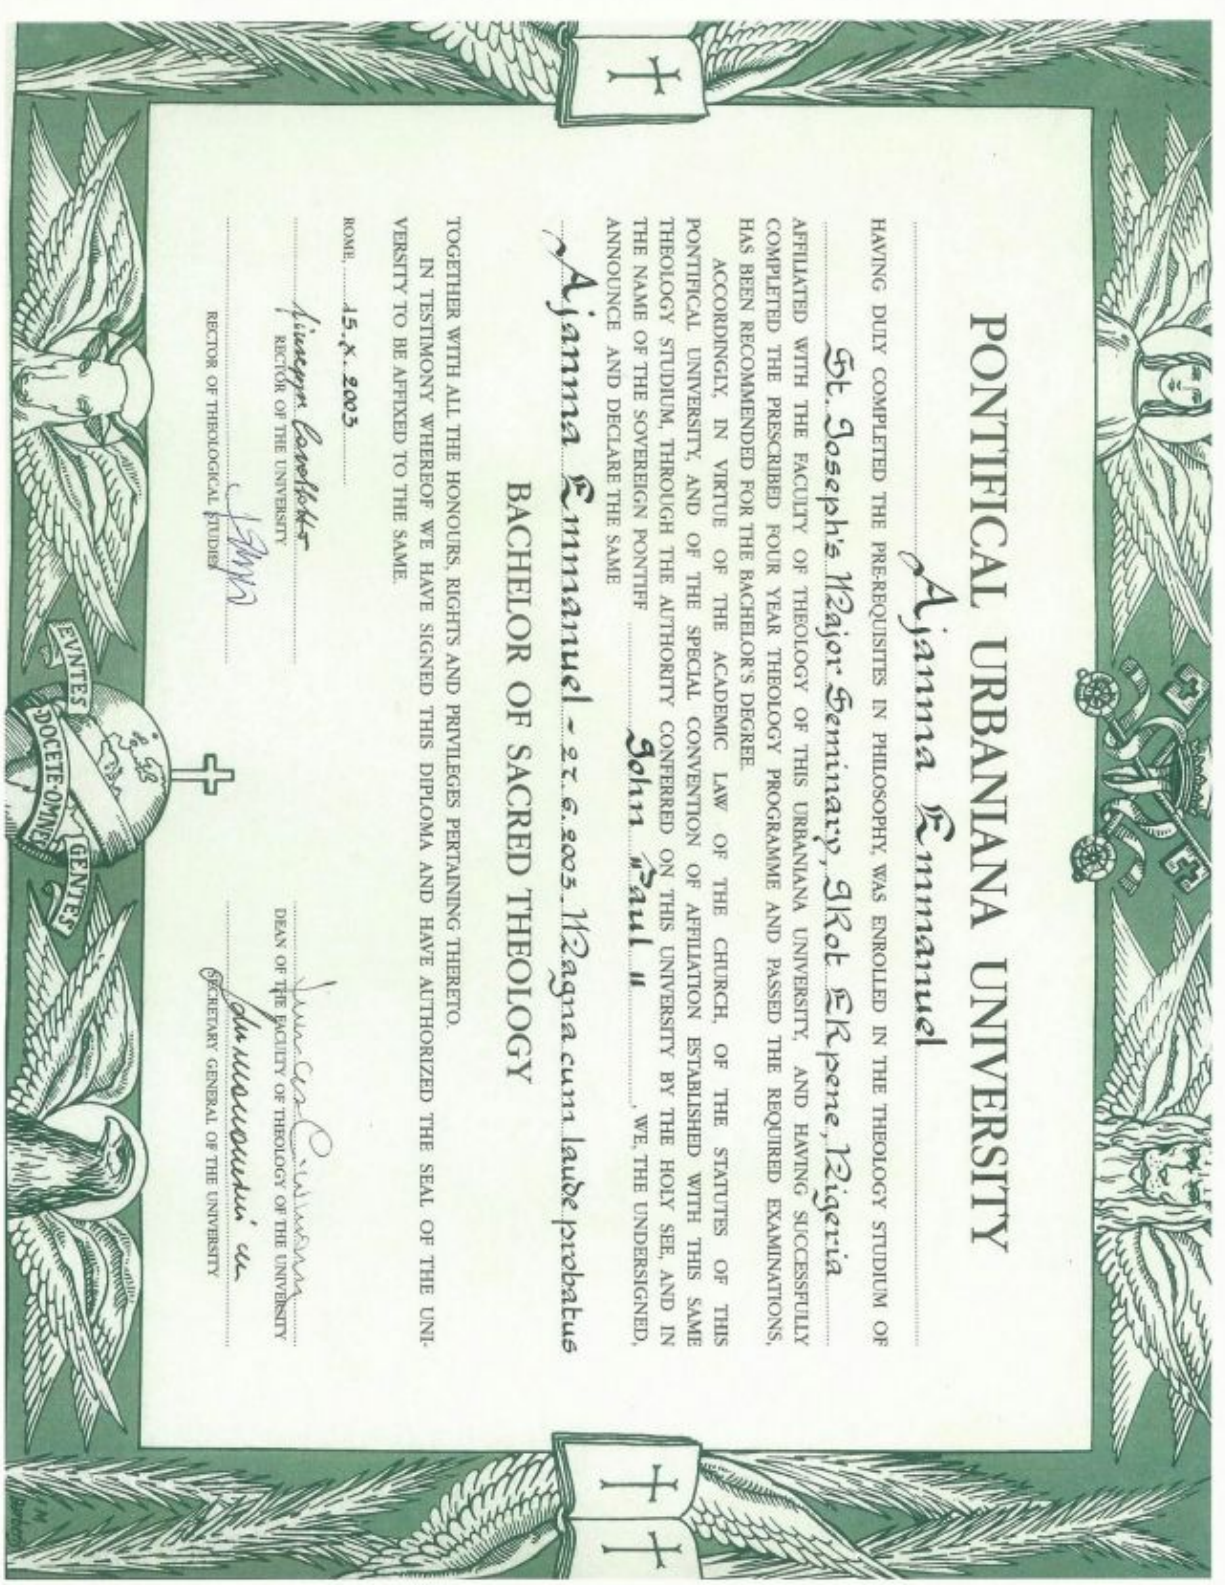 PONTIFICAL URBANIANA UNIVERSITY
Ajanma Emmanuel
HAVING DULY COMPLETED THE PRE-REQUISITES IN PHILOSOPHY, WAS ENROLLED IN THE THEOLOGY STUDIUM OF
St. Joseph's Major Seminary, Ikot Ekpene, Nigeria
AFFILIATED WITH THE FACULTY OF THEOLOGY OF THIS URBANIANA UNIVERSITY, AND HAVING SUCCESSFULLY
COMPLETED THE PRESCRIBED FOUR YEAR THEOLOGY PROGRAMME AND PASSED THE REQUIRED EXAMINATIONS,
HAS BEEN RECOMMENDED FOR THE BACHELOR'S DEGREE.
ACCORDINGLY, IN VIRTUE OF THE ACADEMIC LAW OF THE CHURCH, OF THE STATUTES OF THIS
PONTIFICAL UNIVERSITY, AND OF THE SPECIAL CONVENTION OF AFFILIATION ESTABLISHED WITH THIS SAME
THEOLOGY STUDIUM, THROUGH THE AUTHORITY CONFERRED ON THIS UNIVERSITY BY THE HOLY SEE, AND IN
THE NAME OF THE SOVEREIGN PONTIFF John Paul II, WE, THE UNDERSIGNED,
ANNOUNCE AND DECLARE THE SAME
Ajanma Emmanuel - 27.6.2003. Magna cum laude probatus
BACHELOR OF SACRED THEOLOGY
TOGETHER WITH ALL THE HONOURS, RIGHTS AND PRIVILEGES PERTAINING THERETO.
IN TESTIMONY WHEREOF WE HAVE SIGNED THIS DIPLOMA AND HAVE AUTHORIZED THE SEAL OF THE UNI-
VERSITY TO BE AFFIXED TO THE SAME.
ROME, 15. X. 2003
RECTOR OF THE UNIVERSITY
DEAN OF THE FACULTY OF THEOLOGY OF THE UNIVERSITY
RECTOR OF THEOLOGICAL STUDIES
SECRETARY GENERAL OF THE UNIVERSITY
EVNTES
DOCETE·OMNES
GENTES